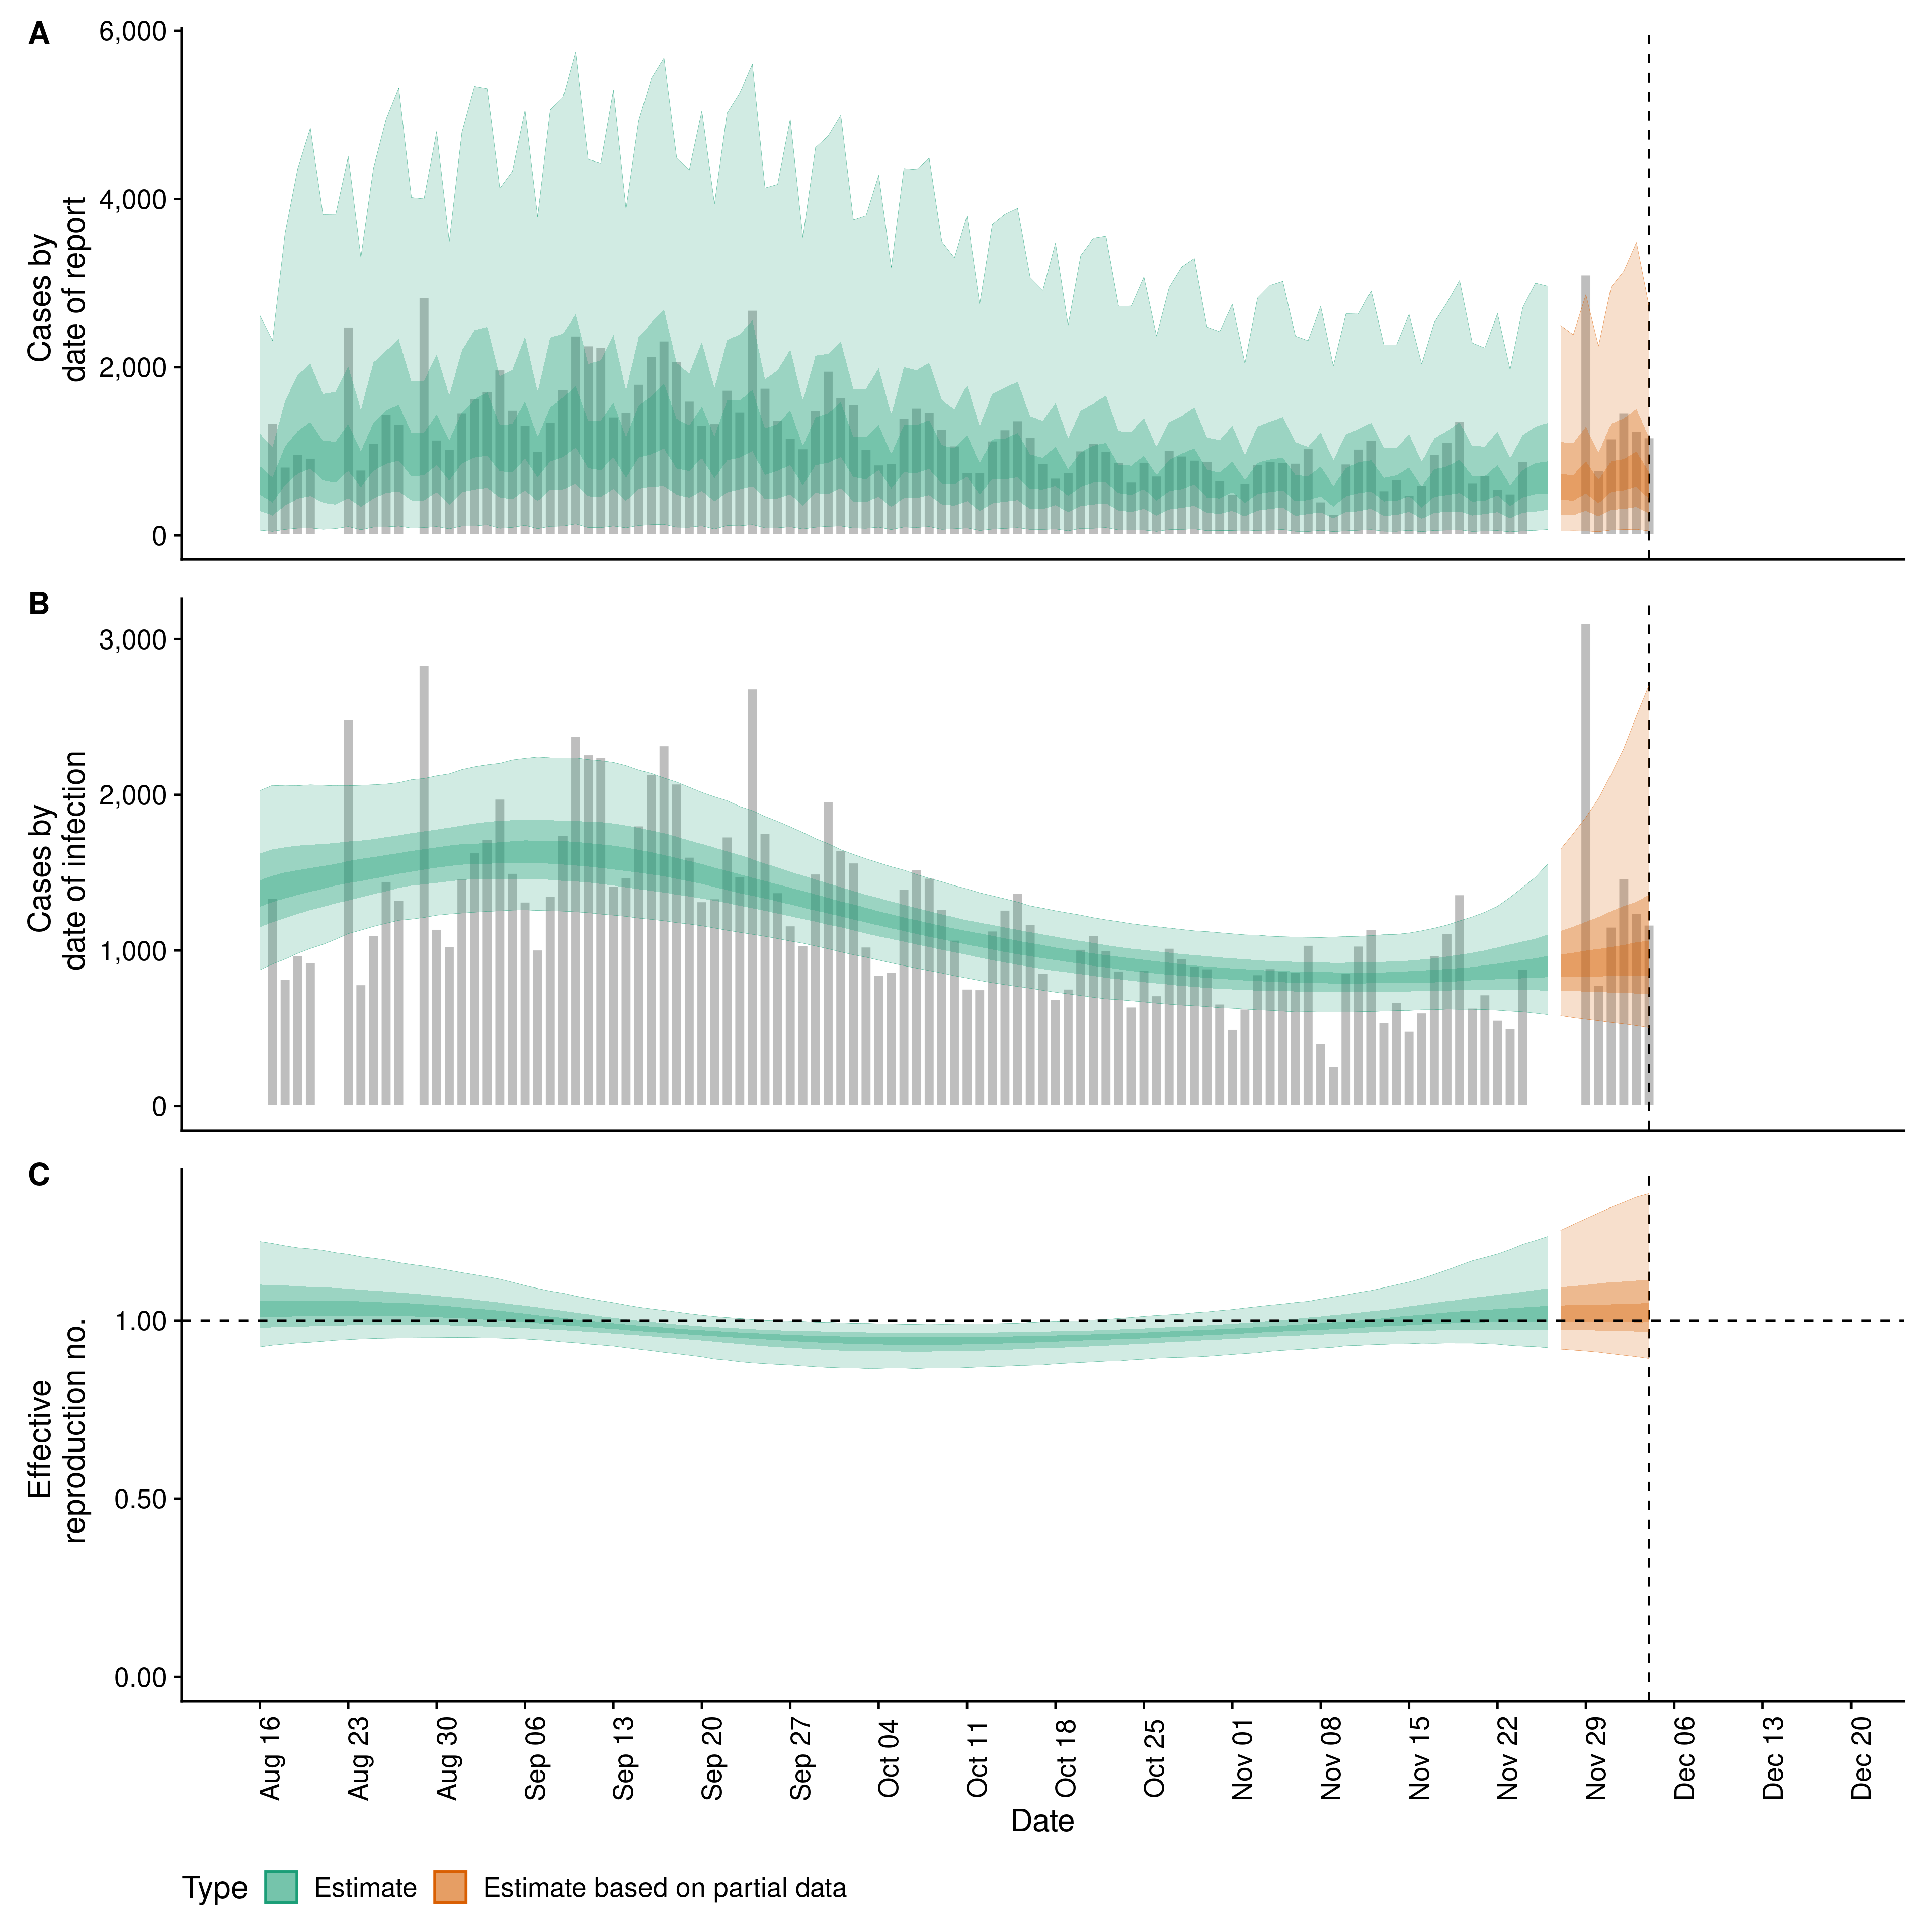 A
Cases by
date of report
6,000
4,000
2,000
0
B
Cases by
date of infection
3,000
2,000
1,000
0
C
Effective
reproduction no.
1.00
0.50
0.00
Aug 16
Aug 23
Aug 30
Sep 06
Sep 13
Sep 20
Sep 27
Oct 04
Oct 11
Oct 18
Oct 25
Nov 01
Nov 08
Nov 15
Nov 22
Nov 29
Dec 06
Dec 13
Dec 20
Date
Type Estimate Estimate based on partial data